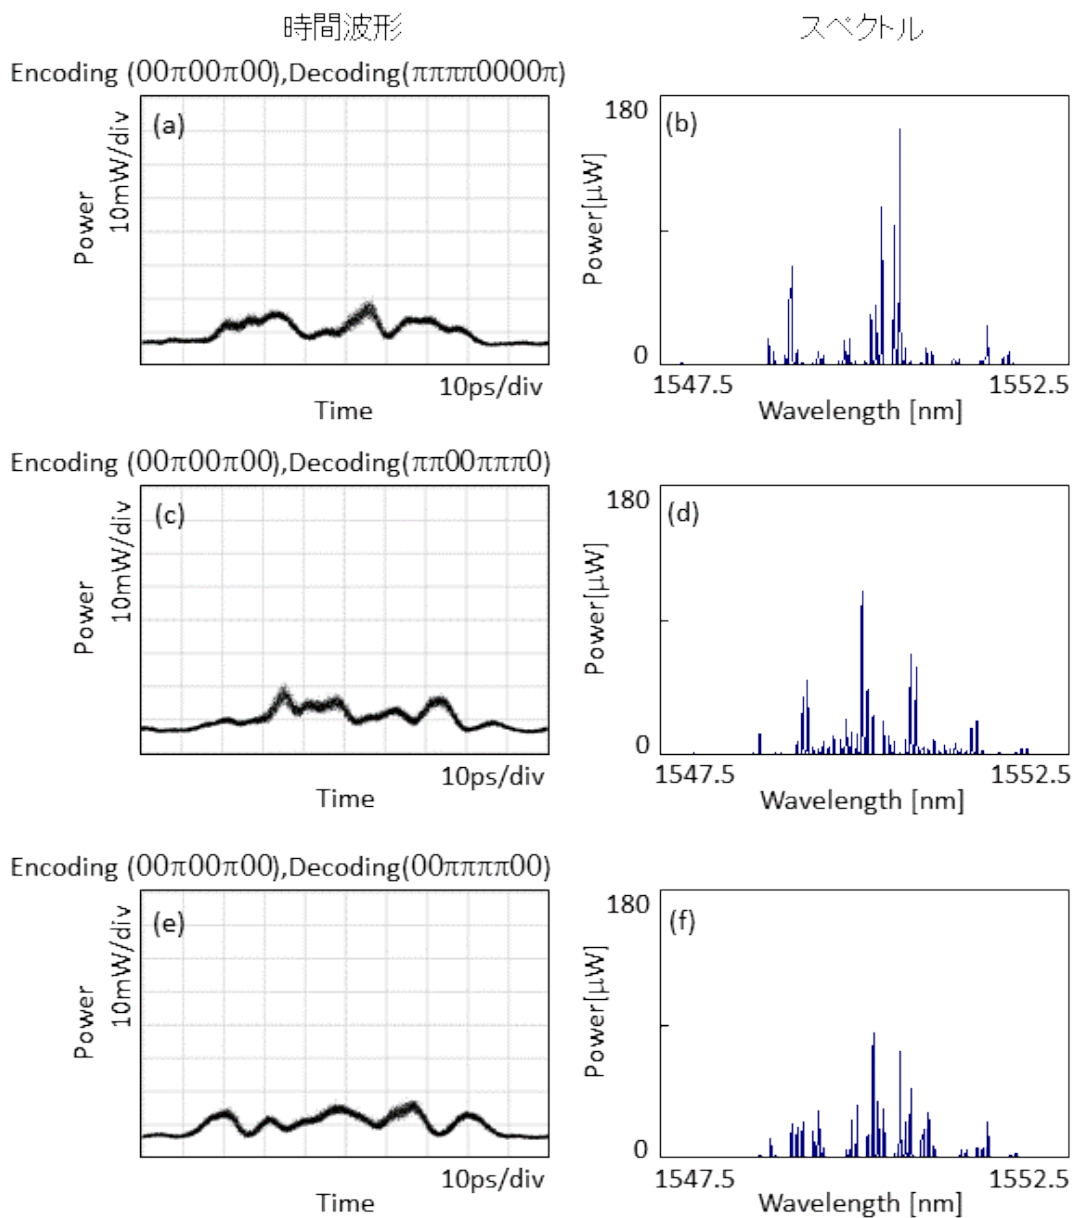 時間波形
スペクトル
Encoding (00π00π00),Decoding(ππππ0000π)
(a)
Power
10mW/div
10ps/div
Time
(b)
180
0
Power[μW]
1547.5
1552.5
Wavelength [nm]
Encoding (00π00π00),Decoding(ππ00πππ0)
(c)
Power
10mW/div
10ps/div
Time
(d)
180
0
Power[μW]
1547.5
1552.5
Wavelength [nm]
Encoding (00π00π00),Decoding(00ππππ00)
(e)
Power
10mW/div
10ps/div
Time
(f)
180
0
Power[μW]
1547.5
1552.5
Wavelength [nm]